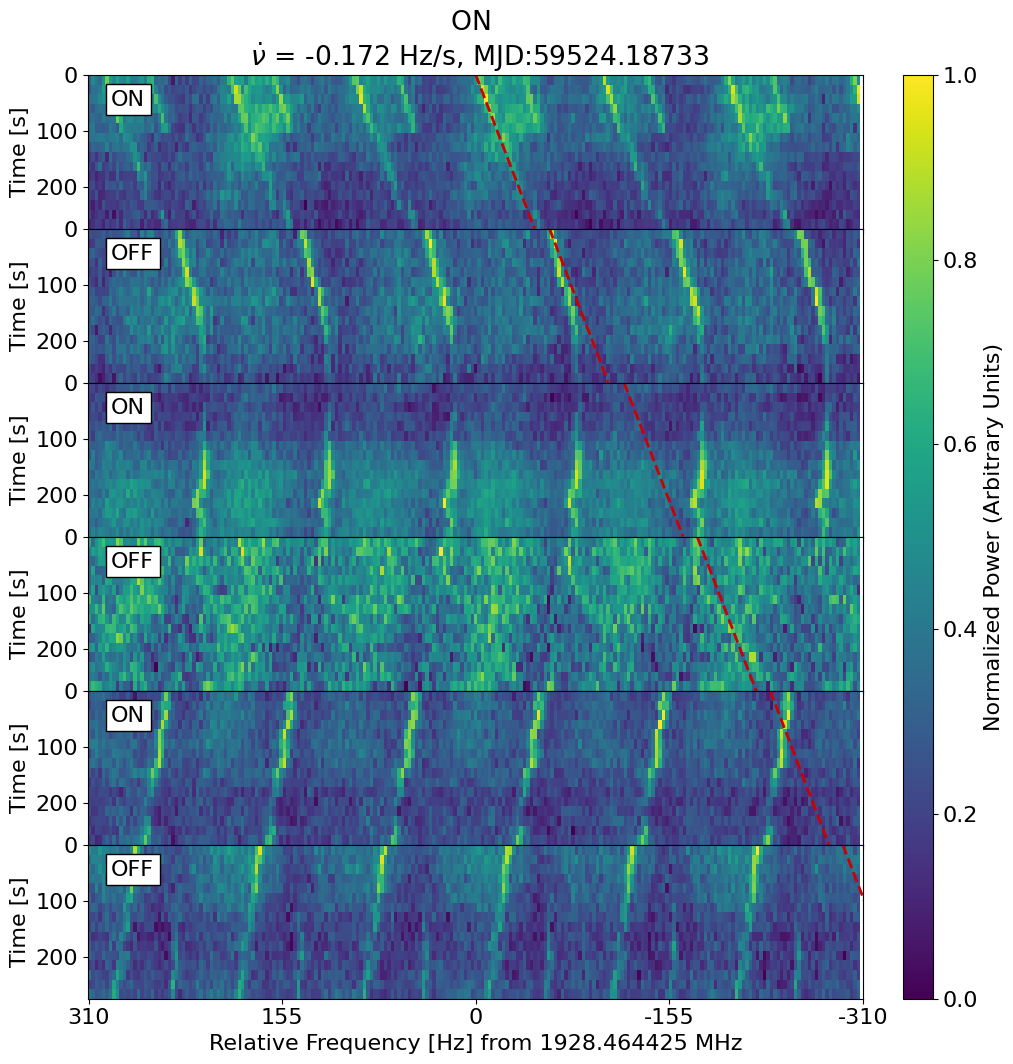 ON
ν̇ = -0.172 Hz/s, MJD:59524.18733
0
ON
Time [s]
100
200
0
OFF
Time [s]
100
200
0
ON
Time [s]
100
200
0
OFF
Time [s]
100
200
0
ON
Time [s]
100
200
0
OFF
Time [s]
100
200
310 155 0 -155 -310
Relative Frequency [Hz] from 1928.464425 MHz
1.0
0.8
0.6
0.4
0.2
0.0
Normalized Power (Arbitrary Units)